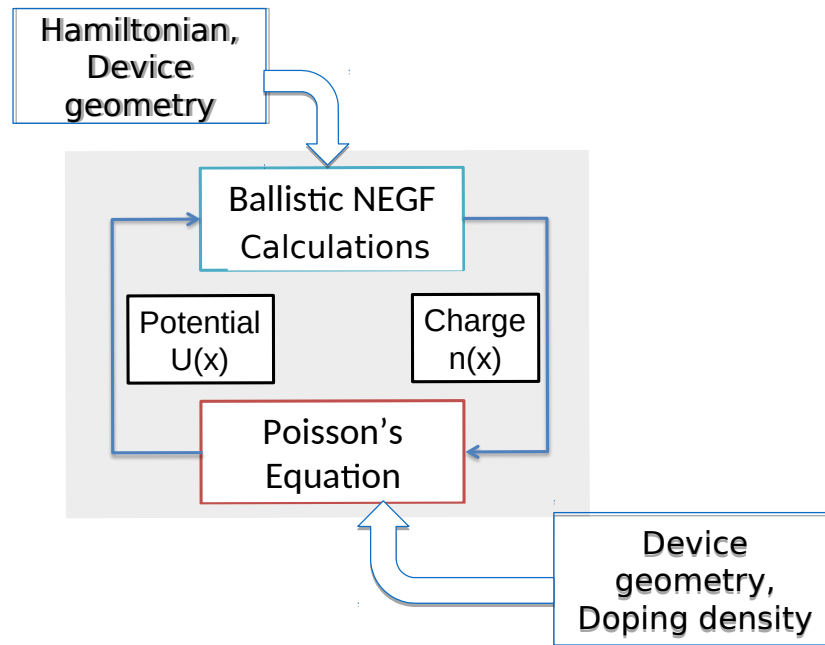 Hamiltonian,
Device
geometry
Ballistic NEGF
Calculations
Potential
U(x)
Charge
n(x)
Poisson’s
Equation
Device
geometry,
Doping density